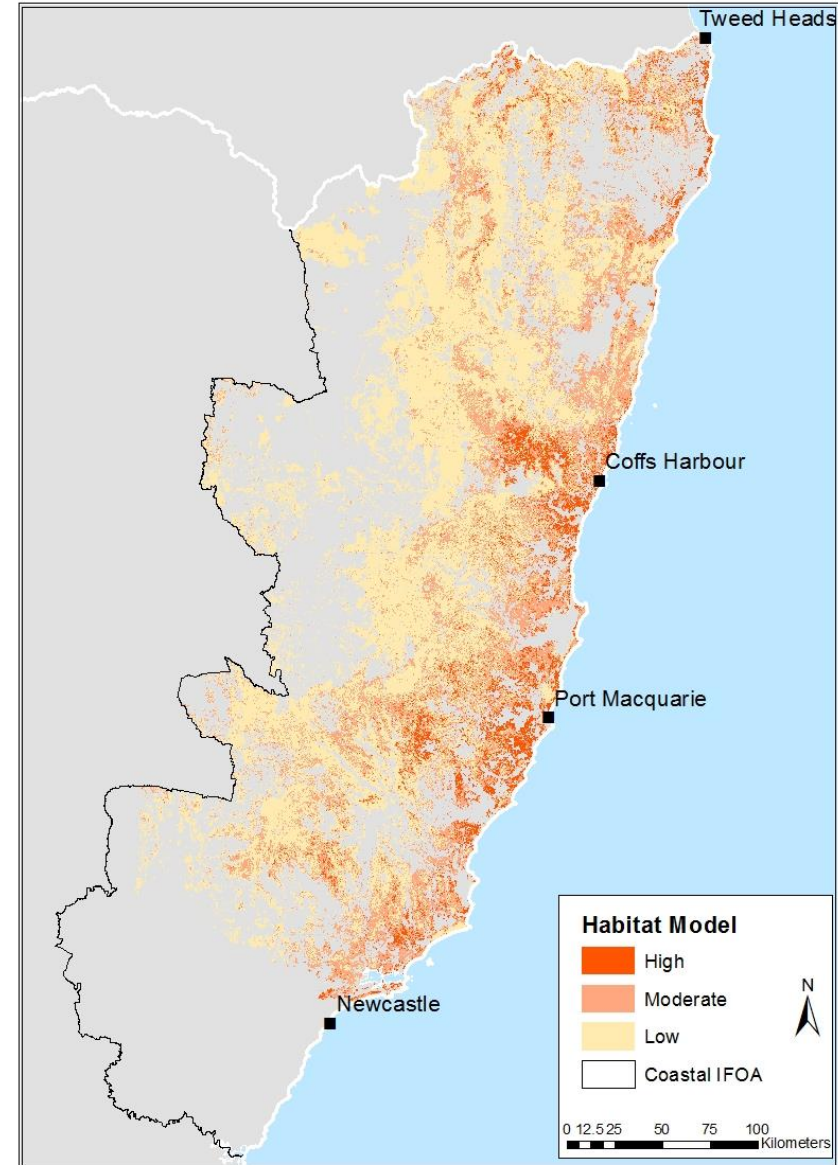 Tweed Heads
Coffs Harbour
Port Macquarie
Newcastle
Habitat Model
High
Moderate
Low
Coastal IFOA
N
0 12.5 25 50 75 100
Kilometers